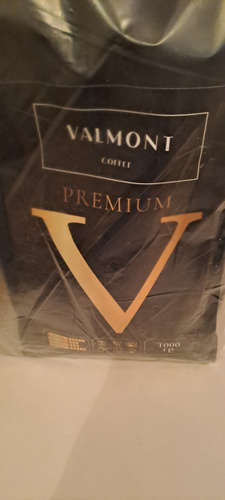 VALMONT
COFFEE
PREMIUM
V
1000
гр